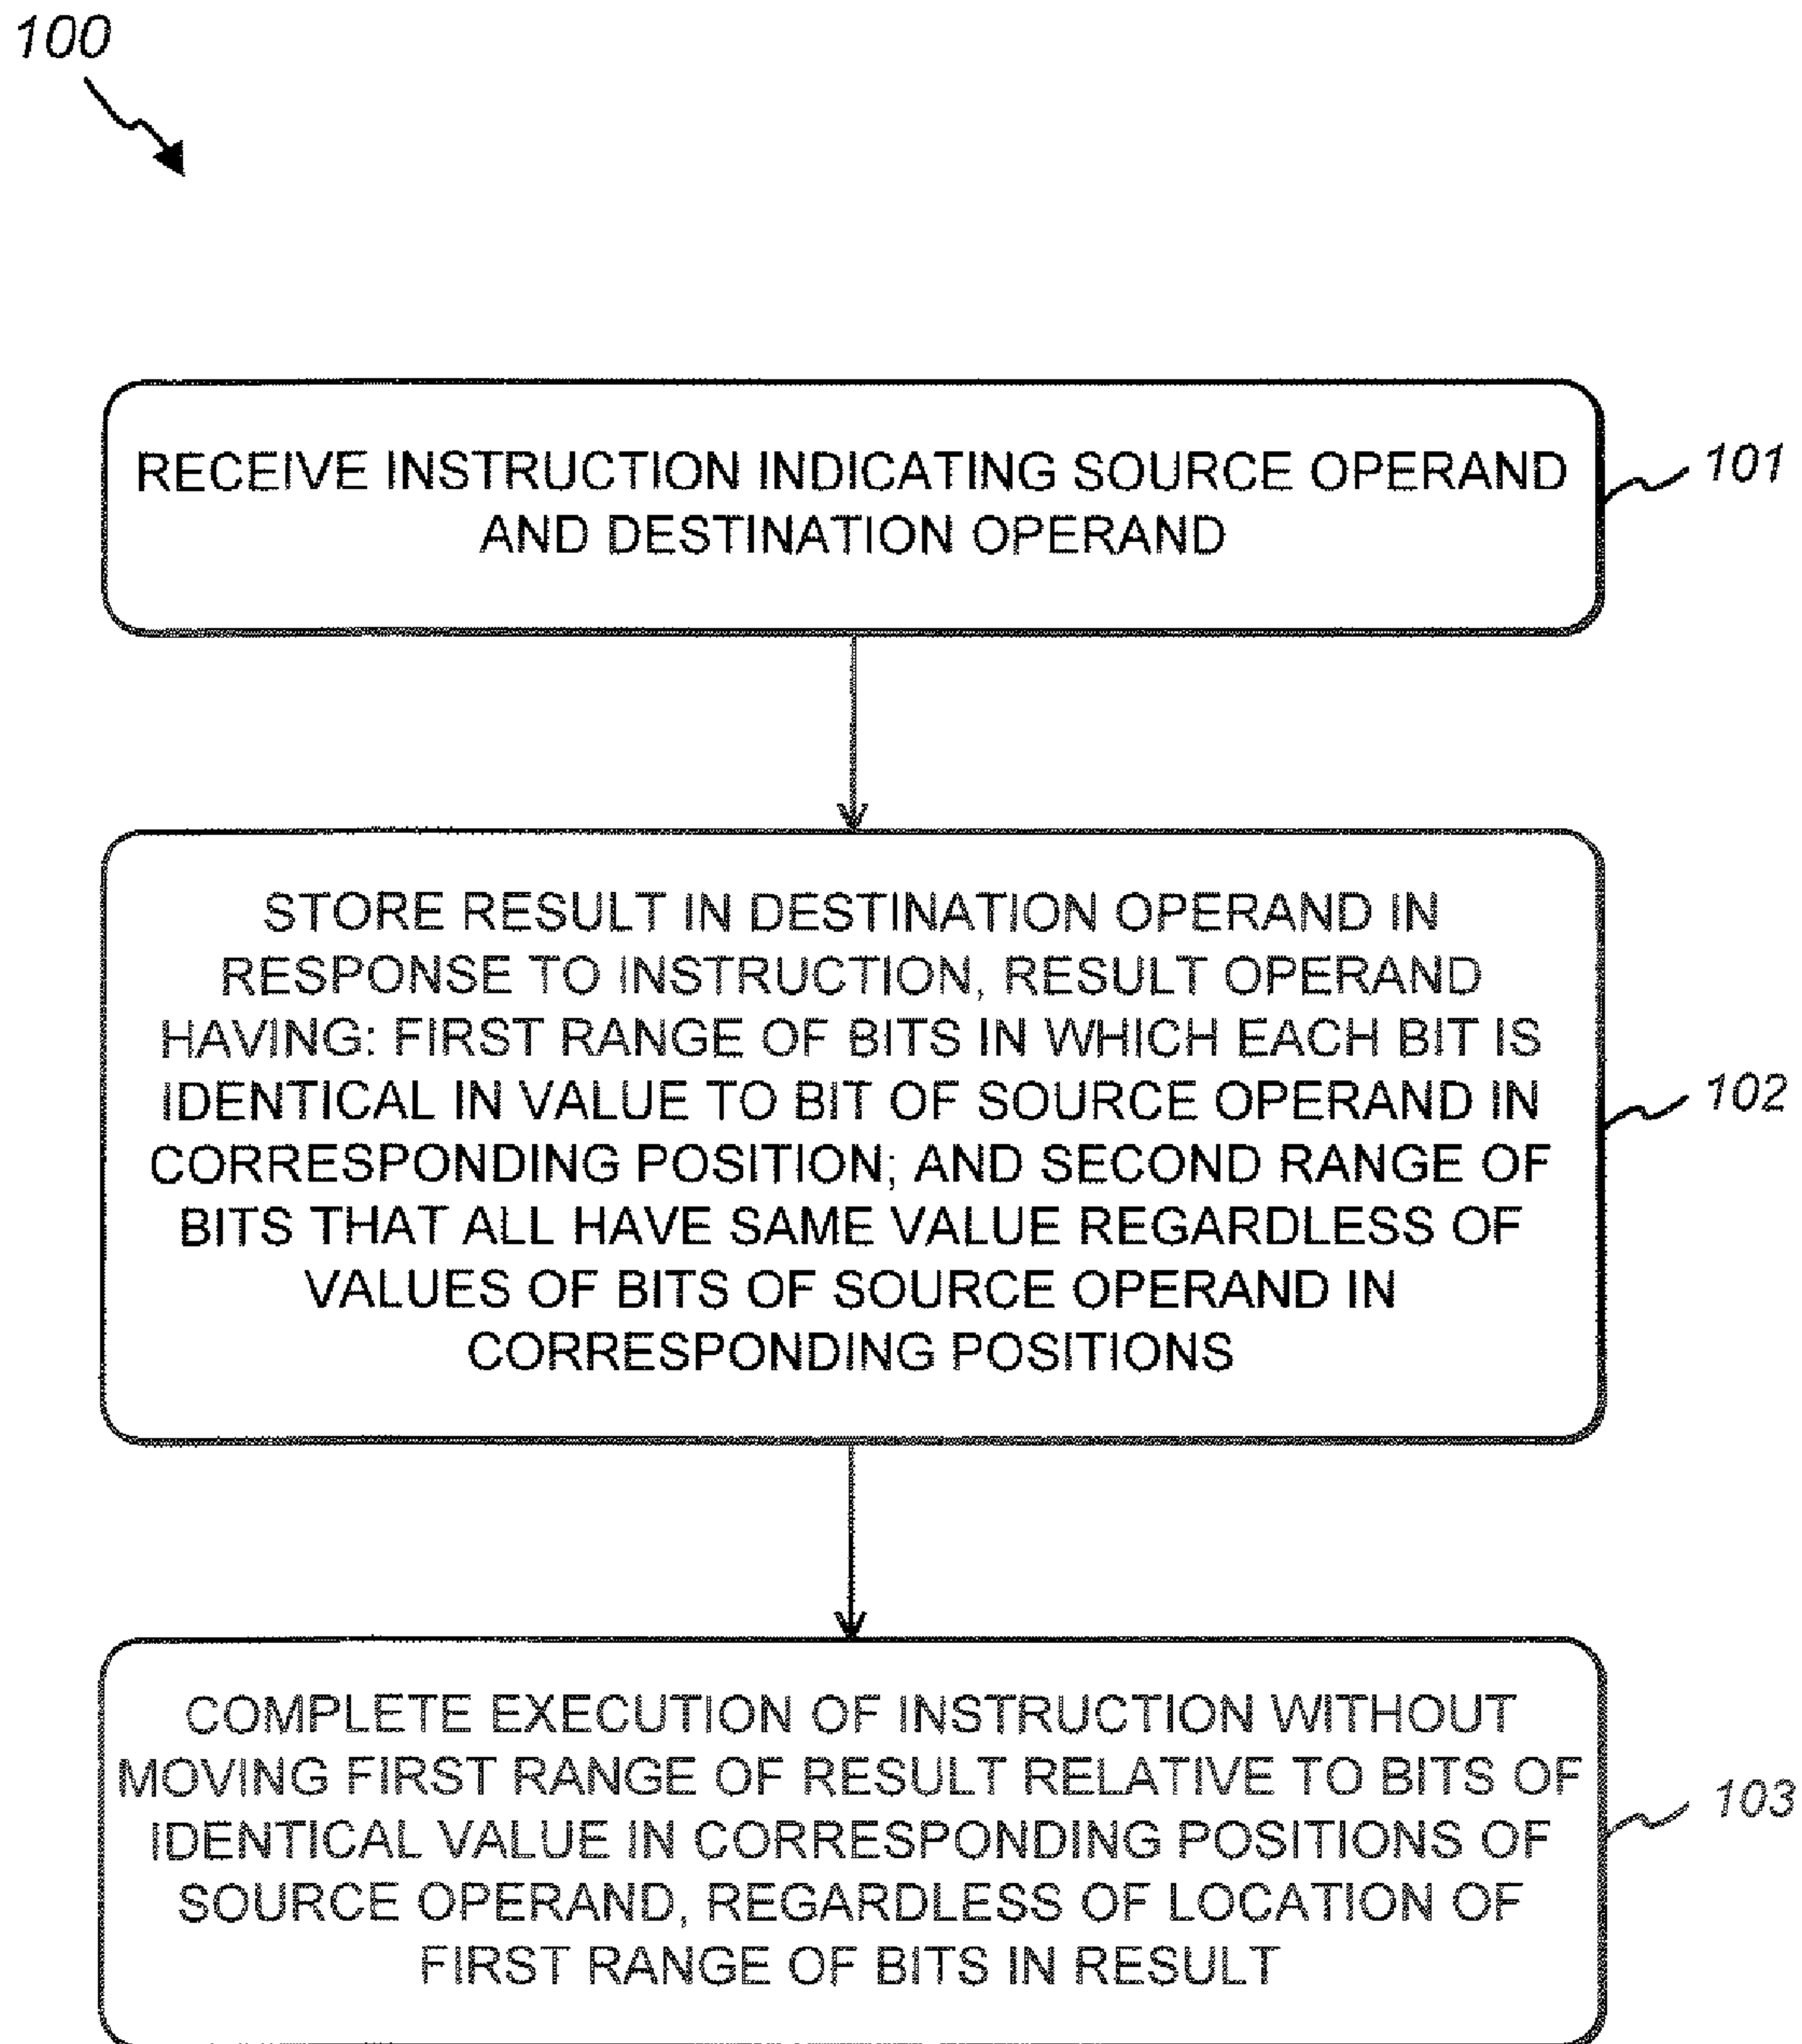 100
RECEIVE INSTRUCTION INDICATING SOURCE OPERAND
AND DESTINATION OPERAND
101
STORE RESULT IN DESTINATION OPERAND IN
RESPONSE TO INSTRUCTION, RESULT OPERAND
HAVING: FIRST RANGE OF BITS IN WHICH EACH BIT IS
IDENTICAL IN VALUE TO BIT OF SOURCE OPERAND IN
CORRESPONDING POSITION; AND SECOND RANGE OF
BITS THAT ALL HAVE SAME VALUE REGARDLESS OF
VALUES OF BITS OF SOURCE OPERAND IN
CORRESPONDING POSITIONS
102
COMPLETE EXECUTION OF INSTRUCTION WITHOUT
MOVING FIRST RANGE OF RESULT RELATIVE TO BITS OF
IDENTICAL VALUE IN CORRESPONDING POSITIONS OF
SOURCE OPERAND, REGARDLESS OF LOCATION OF
FIRST RANGE OF BITS IN RESULT
103